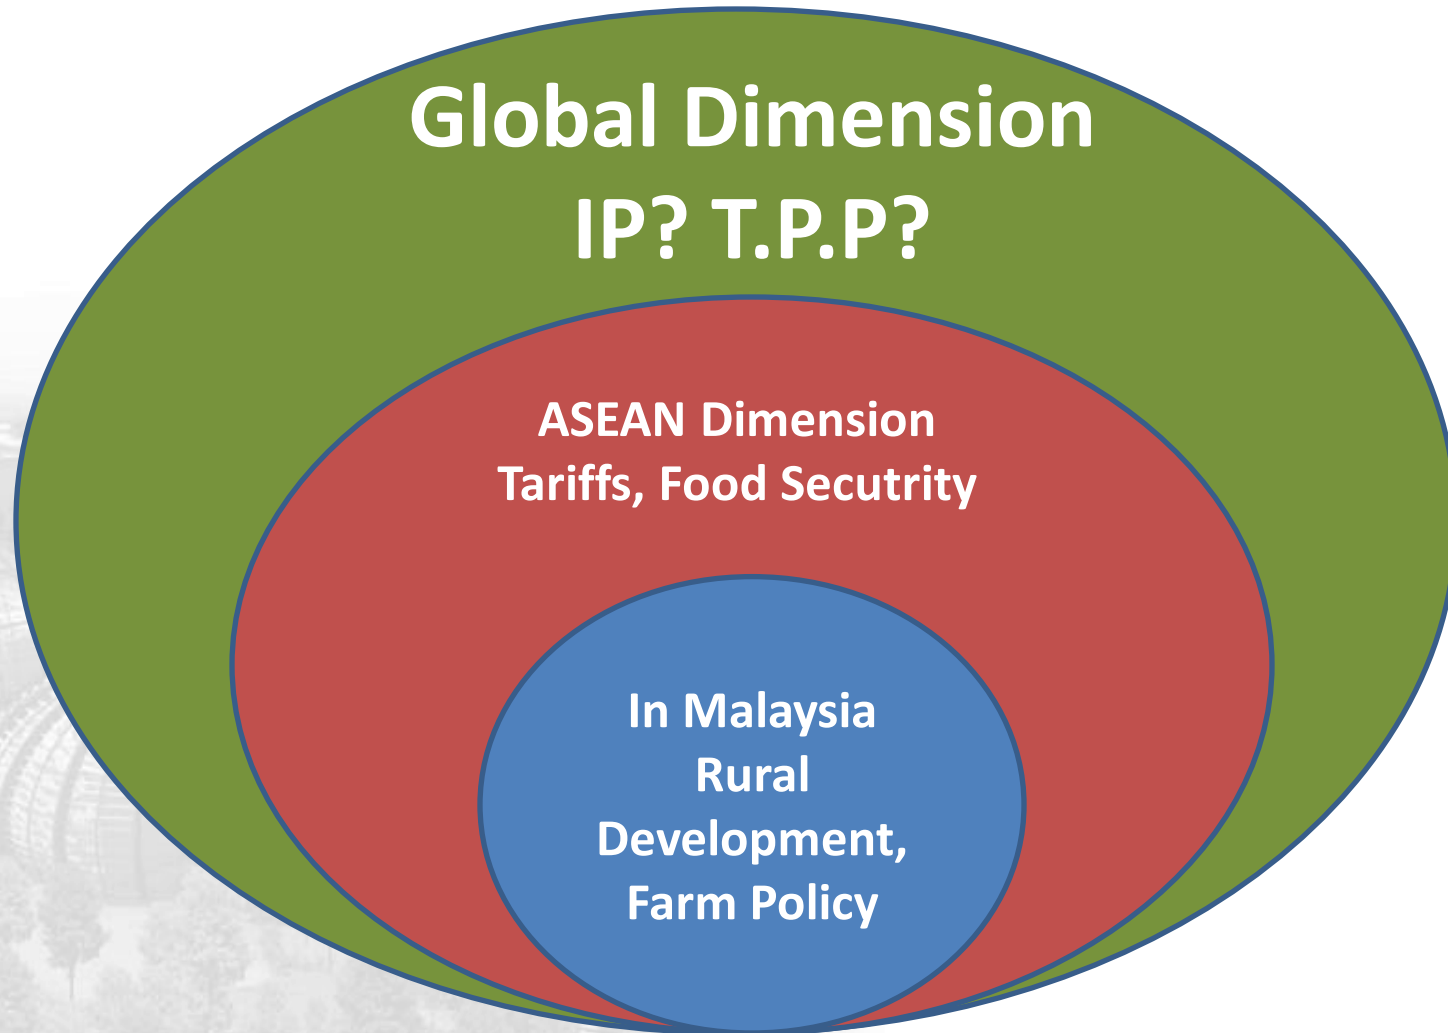 Global Dimension
IP? T.P.P?
ASEAN Dimension
Tariffs, Food Secutrity
In Malaysia
Rural
Development,
Farm Policy